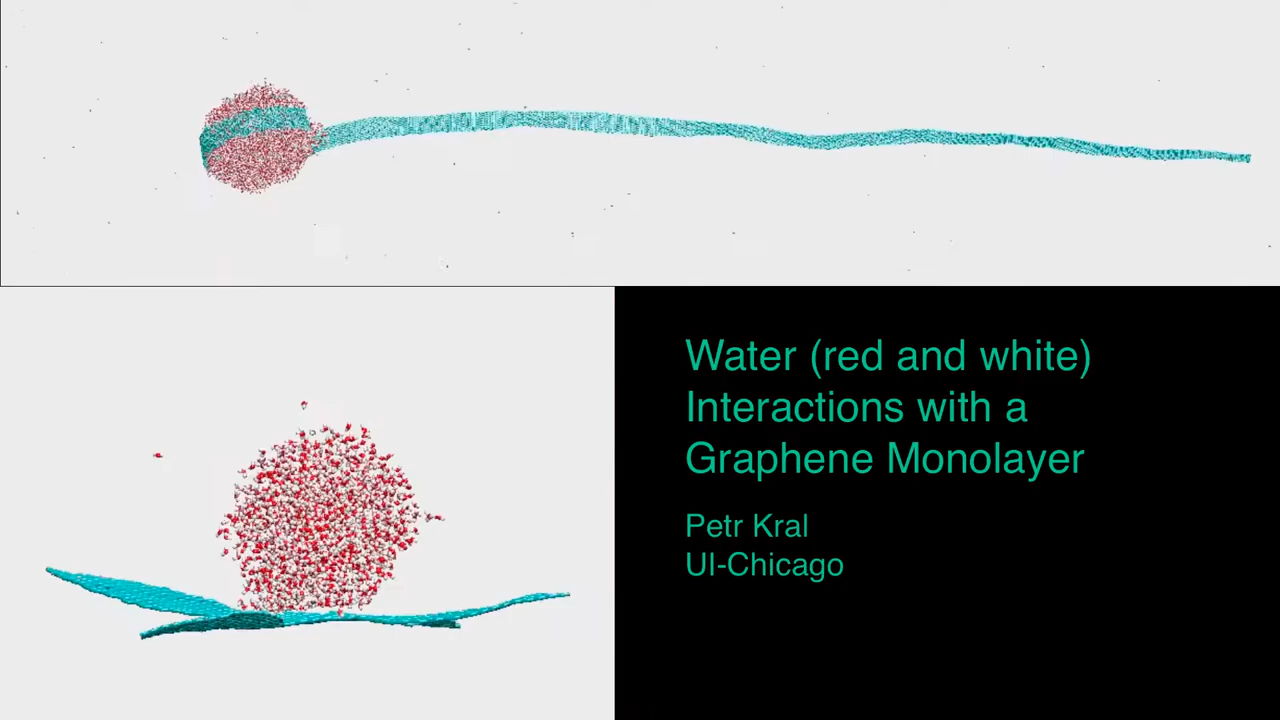 Water (red and white)
Interactions with a
Graphene Monolayer
Petr Kral
UI-Chicago